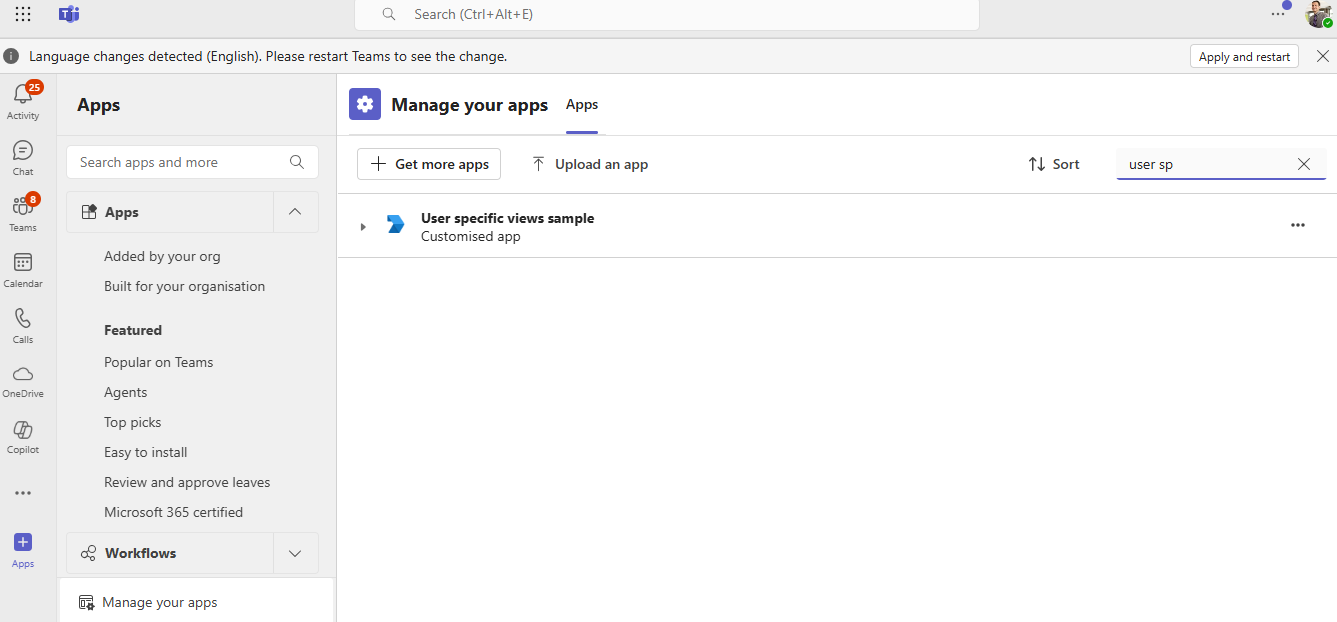 Search (Ctrl+Alt+E)
Language changes detected (English). Please restart Teams to see the change.
Apply and restart
25
Activity
Chat
8
Teams
Calendar
Calls
OneDrive
Copilot
Apps
Apps
Search apps and more
Apps
Added by your org
Built for your organisation
Featured
Popular on Teams
Agents
Top picks
Easy to install
Review and approve leaves
Microsoft 365 certified
Workflows
Manage your apps
Manage your apps
Apps
Get more apps
Upload an app
Sort
user sp
User specific views sample
Customised app